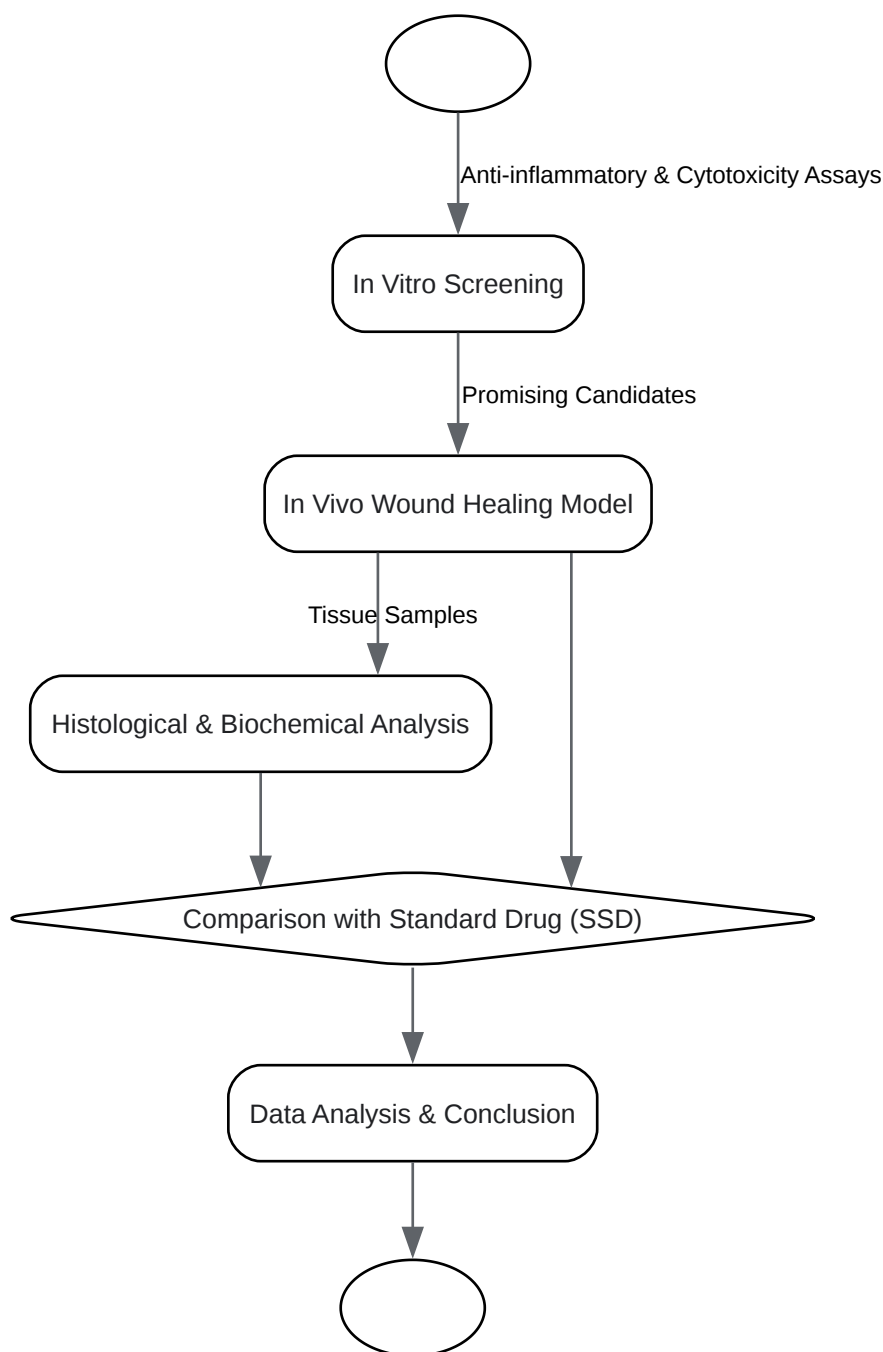 Anti-inflammatory & Cytotoxicity Assays
In Vitro Screening
Promising Candidates
In Vivo Wound Healing Model
Tissue Samples
Histological & Biochemical Analysis
Comparison with Standard Drug (SSD)
Data Analysis & Conclusion